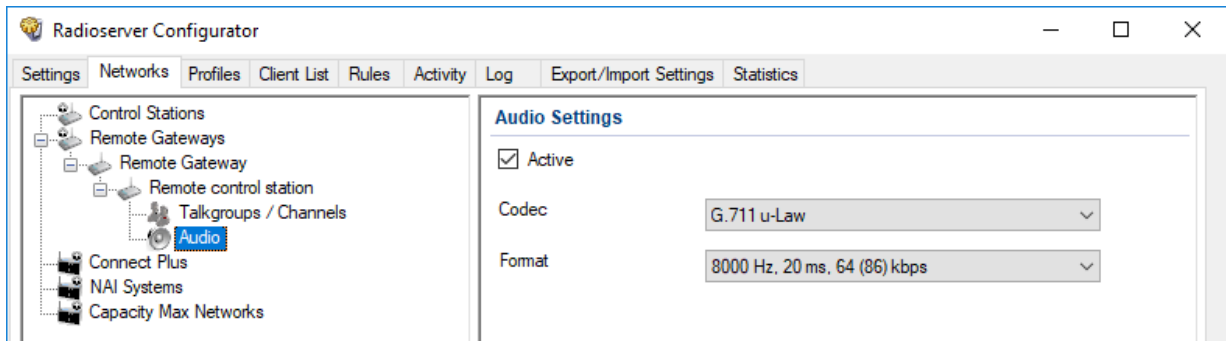 Radioserver Configurator
Settings Networks Profiles Client List Rules Activity Log Export/Import Settings Statistics
Control Stations
Remote Gateways
Remote Gateway
Remote control station
Talkgroups / Channels
Audio
Connect Plus
NAI Systems
Capacity Max Networks
Audio Settings
Active
Codec G.711 u-Law
Format 8000 Hz, 20 ms, 64 (86) kbps